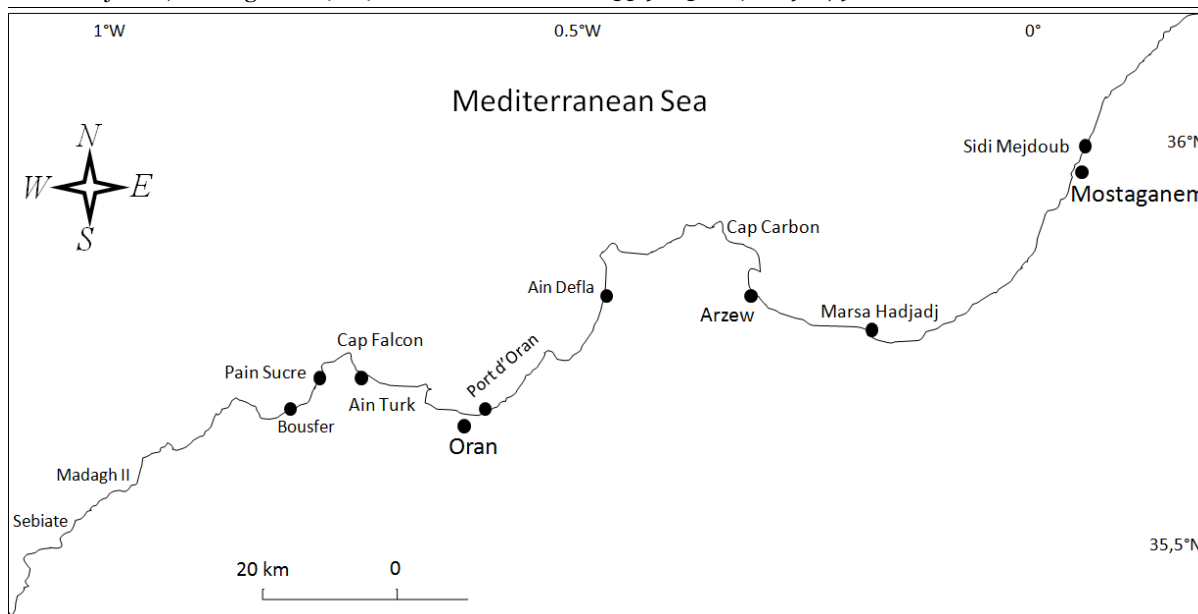 1°W
0.5°W
0°
Mediterranean Sea
N
W E
S
Sidi Mejdoub
36°N
Mostaganem
Cap Carbon
Ain Defla
Arzew
Marsa Hadjadj
Cap Falcon
Port d'Oran
Pain Sucre
Ain Turk
Bousfer
Oran
Madagh II
Sebiate
35,5°N
20 km 0